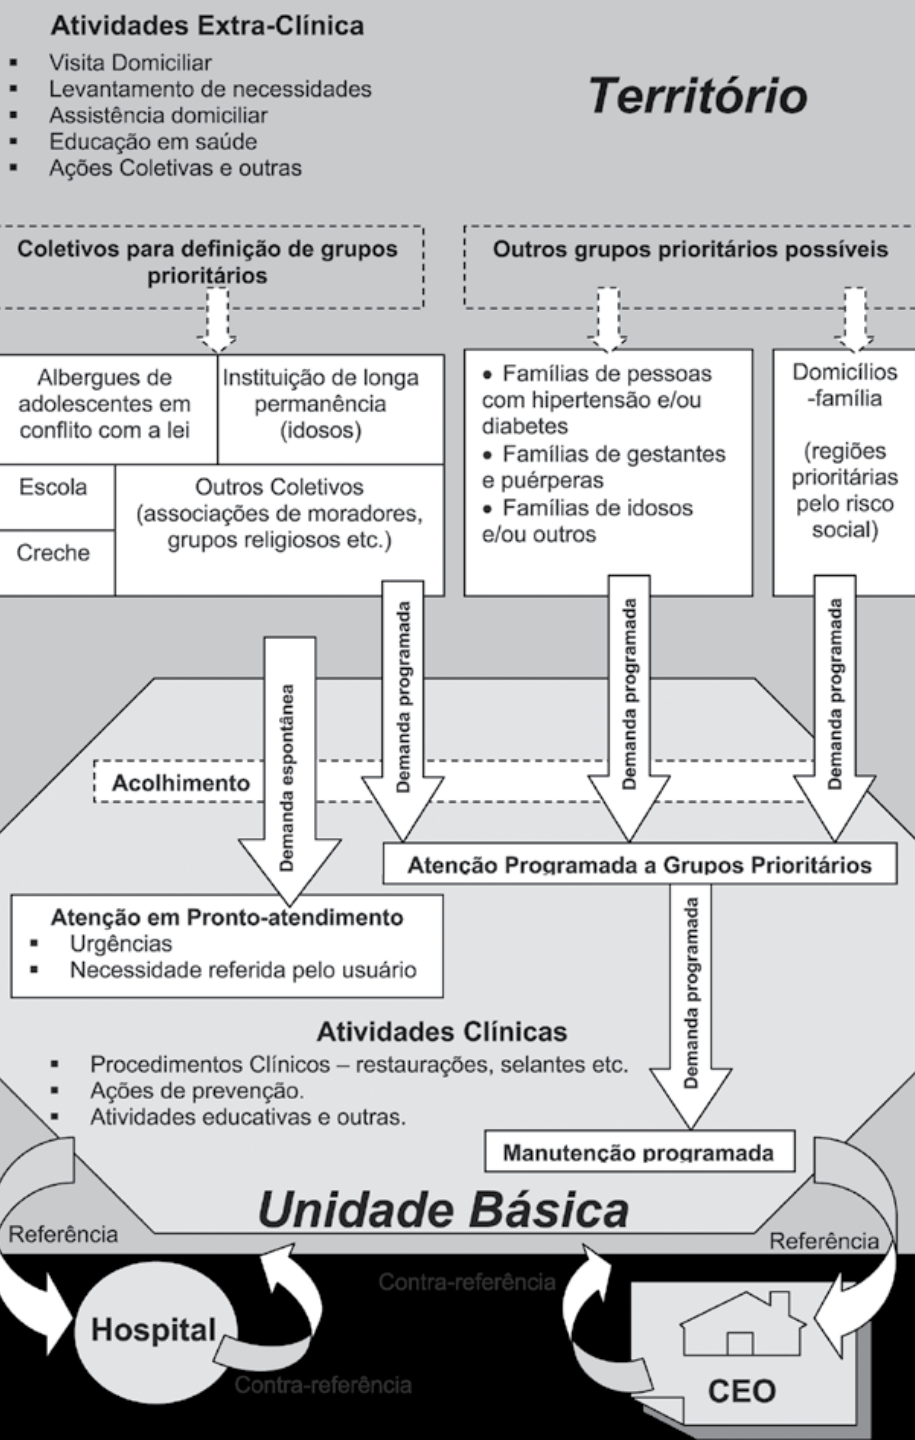 Atividades Extra-Clínica
▪ Visita Domiciliar
▪ Levantamento de necessidades
▪ Assistência domiciliar
▪ Educação em saúde
▪ Ações Coletivas e outras
Território
Coletivos para definição de grupos
prioritários
Outros grupos prioritários possíveis
Albergues de
adolescentes em
conflito com a lei
Instituição de longa
permanência
(idosos)
Escola
Creche
Outros Coletivos
(associações de moradores,
grupos religiosos etc.)
• Famílias de pessoas
com hipertensão e/ou
diabetes
• Famílias de gestantes
e puérperas
• Famílias de idosos
e/ou outros
Domicílios
-família
(regiões
prioritárias
pelo risco
social)
Demanda espontânea
Demanda programada
Demanda programada
Demanda programada
Acolhimento
Atenção Programada a Grupos Prioritários
Atenção em Pronto-atendimento
▪ Urgências
▪ Necessidade referida pelo usuário
Demanda programada
Atividades Clínicas
▪ Procedimentos Clínicos – restaurações, selantes etc.
▪ Ações de prevenção.
▪ Atividades educativas e outras.
Manutenção programada
Unidade Básica
Referência
Referência
Contra-referência
Hospital
Contra-referência
CEO